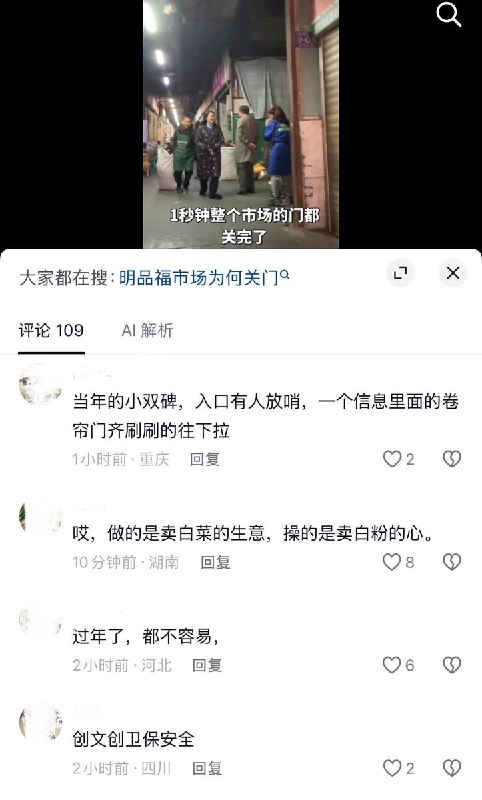 1秒钟整个市场的门都
关完了
大家都在搜：明品福市场为何关门
评论 109
AI 解析
当年的小双碑，入口有人放哨，一个信息里面的卷
帘门齐刷刷的往下拉
1小时前 · 重庆 回复 2
哎，做的是卖白菜的生意，操的是卖白粉的心。
10分钟前 · 湖南 回复 8
过年了，都不容易，
2小时前 · 河北 回复 6
创文创卫保安全
2小时前 · 四川 回复 2